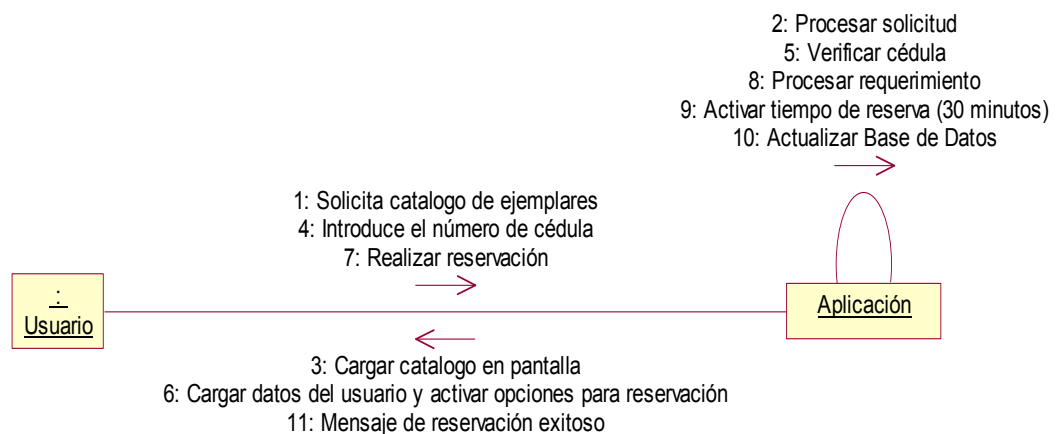 2: Procesar solicitud
5: Verificar cédula
8: Procesar requerimiento
9: Activar tiempo de reserva (30 minutos)
10: Actualizar Base de Datos
1: Solicita catalogo de ejemplares
4: Introduce el número de cédula
7: Realizar reservación
:
Usuario
Aplicación
3: Cargar catalogo en pantalla
6: Cargar datos del usuario y activar opciones para reservación
11: Mensaje de reservación exitoso